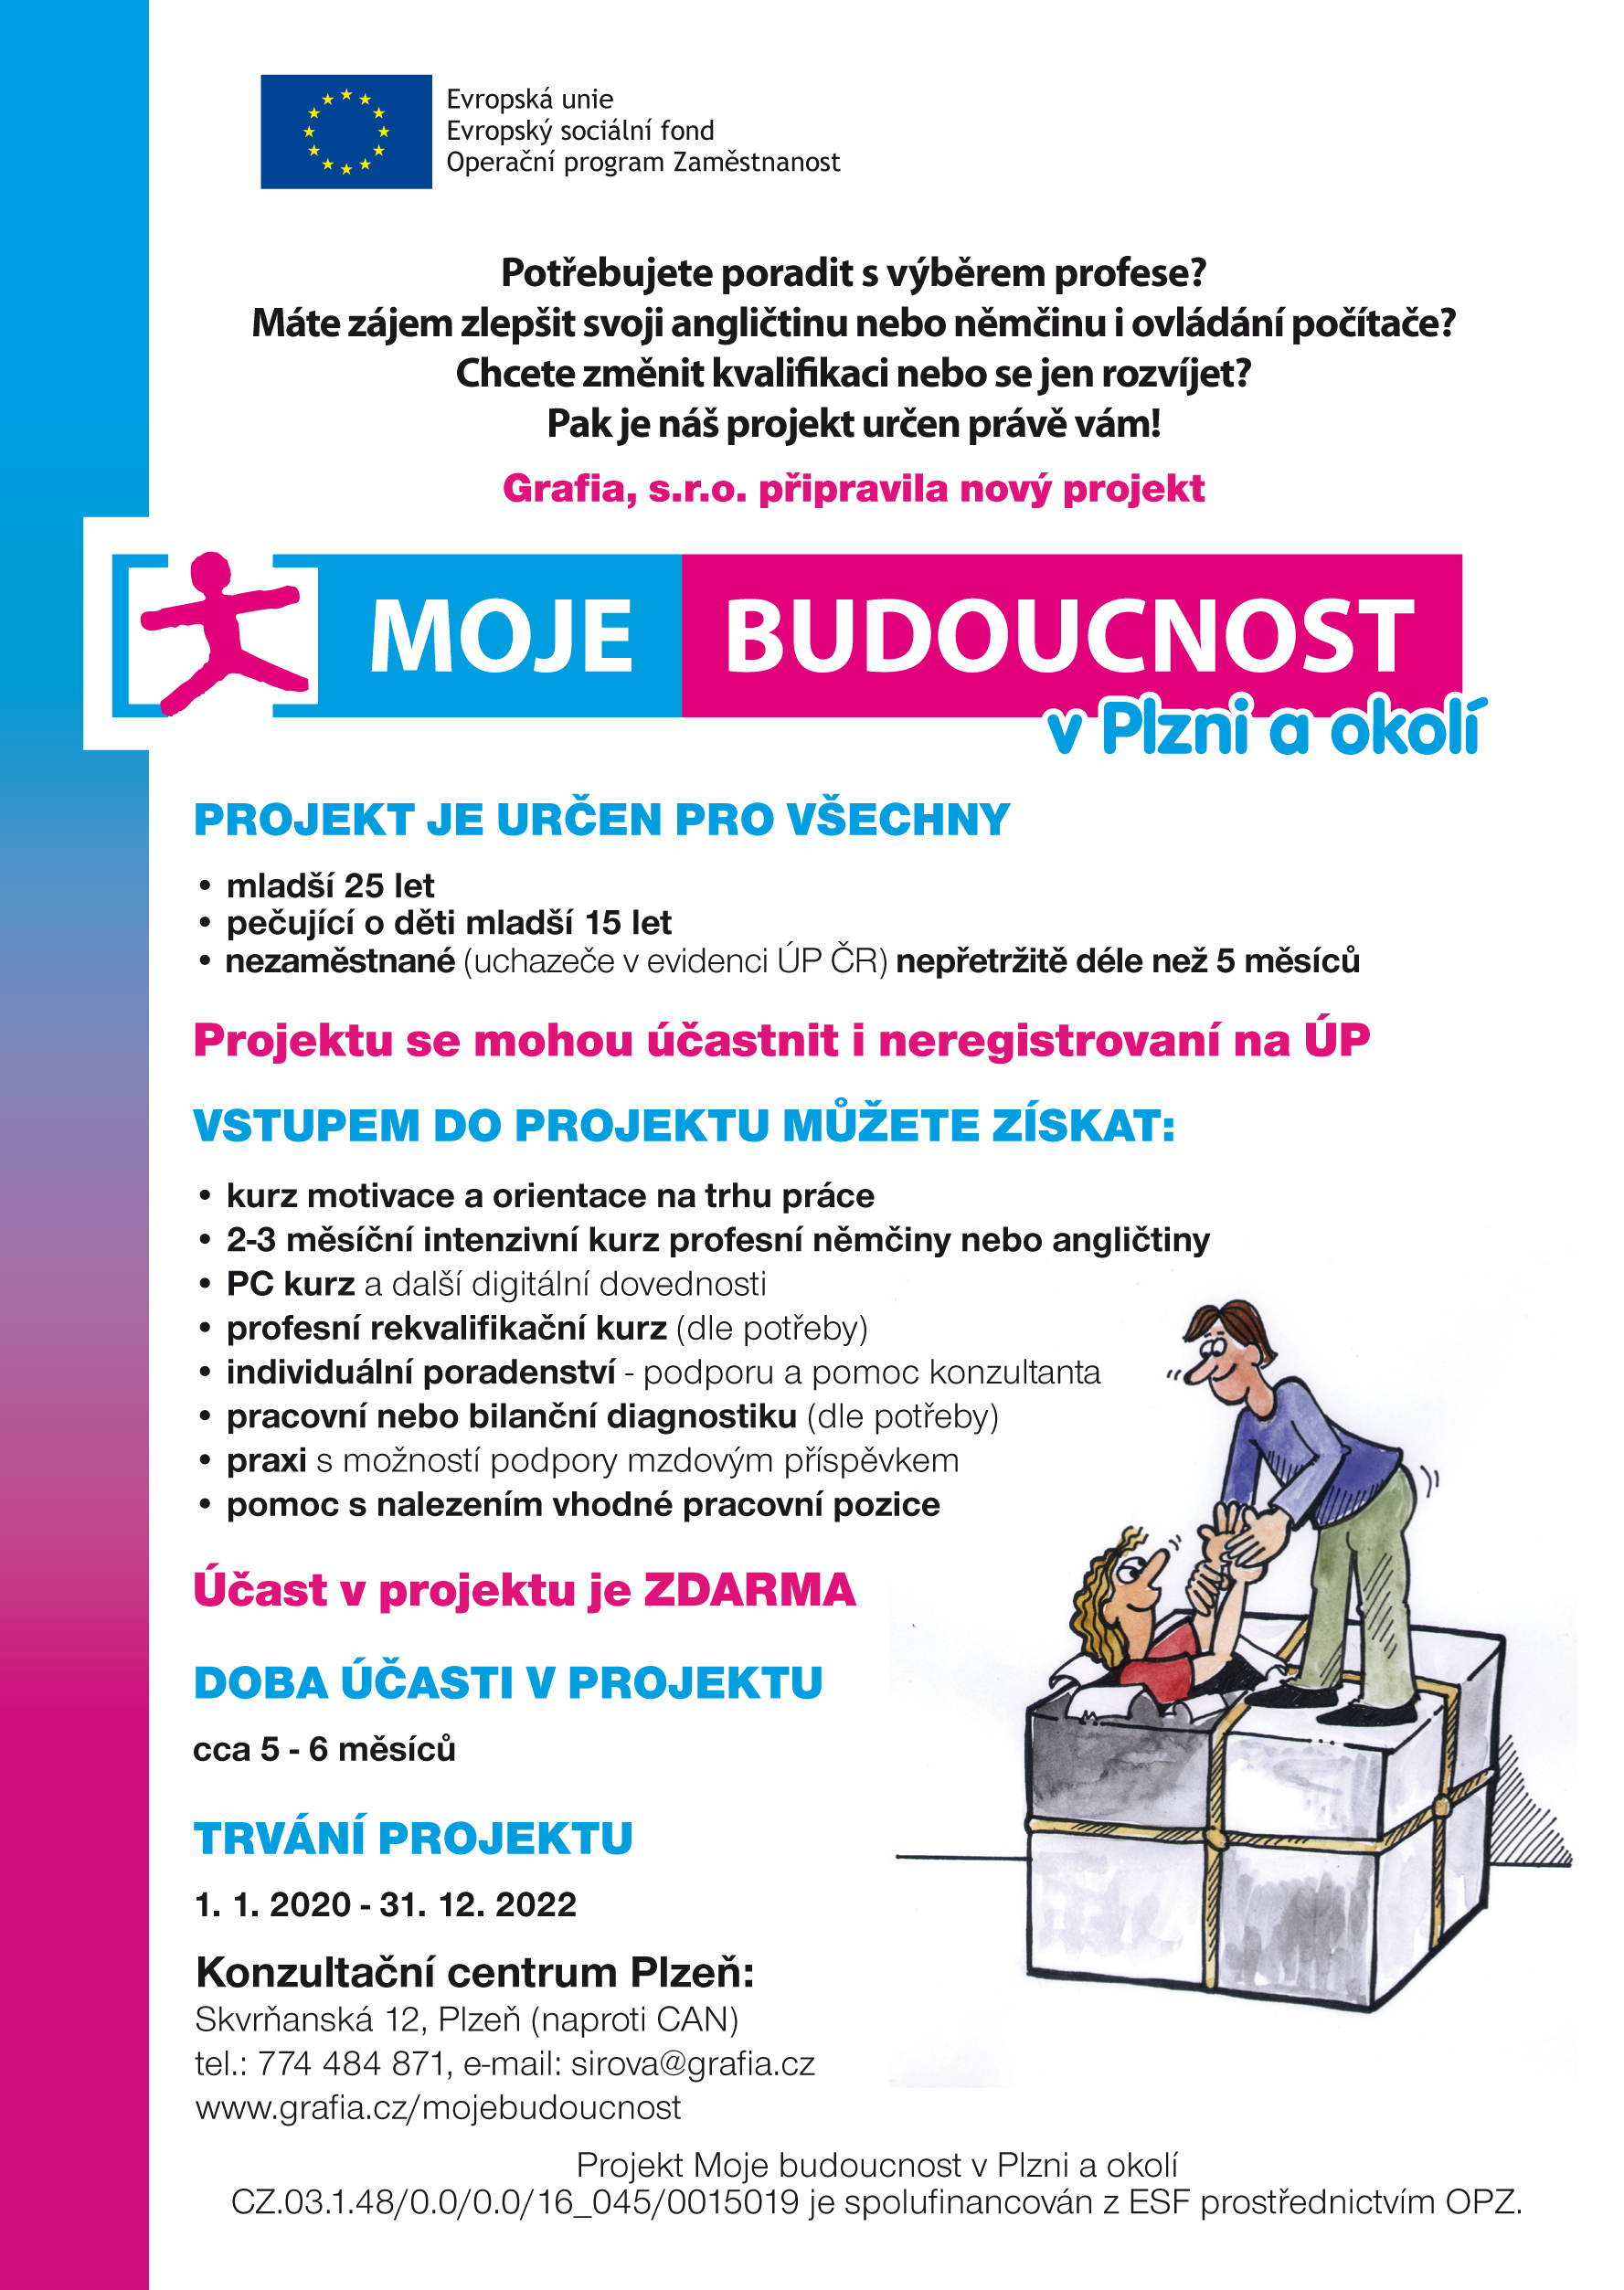 Evropská unie
Evropský sociální fond
Operační program Zaměstnanost
Potřebujete poradit s výběrem profese?
Máte zájem zlepšit svoji angličtinu nebo němčinu i ovládání počítače?
Chcete změnit kvalifikaci nebo se jen rozvíjet?
Pak je náš projekt určen právě vám!
Grafia, s.r.o. připravila nový projekt
MOJE BUDOUCNOST
v Plzni a okolí
PROJEKT JE URČEN PRO VŠECHNY
• mladší 25 let
• pečující o děti mladší 15 let
• nezaměstnané (uchazeče v evidenci ÚP ČR) nepřetržitě déle než 5 měsíců
Projektu se mohou účastnit i neregistrovaní na ÚP
VSTUPEM DO PROJEKTU MŮŽETE ZÍSKAT:
• kurz motivace a orientace na trhu práce
• 2-3 měsíční intenzivní kurz profesní němčiny nebo angličtiny
• PC kurz a další digitální dovednosti
• profesní rekvalifikační kurz (dle potřeby)
• individuální poradenství - podporu a pomoc konzultanta
• pracovní nebo bilanční diagnostiku (dle potřeby)
• praxi s možností podpory mzdovým příspěvkem
• pomoc s nalezením vhodné pracovní pozice
Účast v projektu je ZDARMA
DOBA ÚČASTI V PROJEKTU
cca 5 - 6 měsíců
TRVÁNÍ PROJEKTU
1. 1. 2020 - 31. 12. 2022
Konzultační centrum Plzeň:
Skvrňanská 12, Plzeň (naproti CAN)
tel.: 774 484 871, e-mail: sirova@grafia.cz
www.grafia.cz/mojebudoucnost
Projekt Moje budoucnost v Plzni a okolí
CZ.03.1.48/0.0/0.0/16_045/0015019 je spolufinancován z ESF prostřednictvím OPZ.